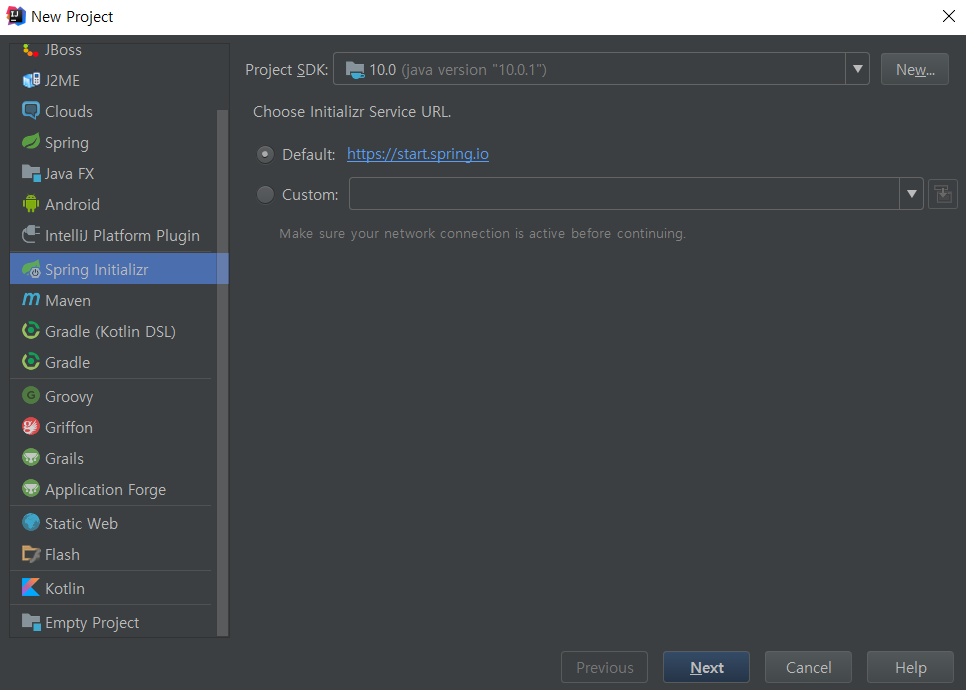 New Project
JBoss
J2ME
Clouds
Spring
Java FX
Android
IntelliJ Platform Plugin
Spring Initializr
Maven
Gradle (Kotlin DSL)
Gradle
Groovy
Griffon
Grails
Application Forge
Static Web
Flash
Kotlin
Empty Project
Project SDK: 10.0 (java version "10.0.1") New...
Choose Initializr Service URL.
Default: https://start.spring.io
Custom:
Make sure your network connection is active before continuing.
Previous Next Cancel Help